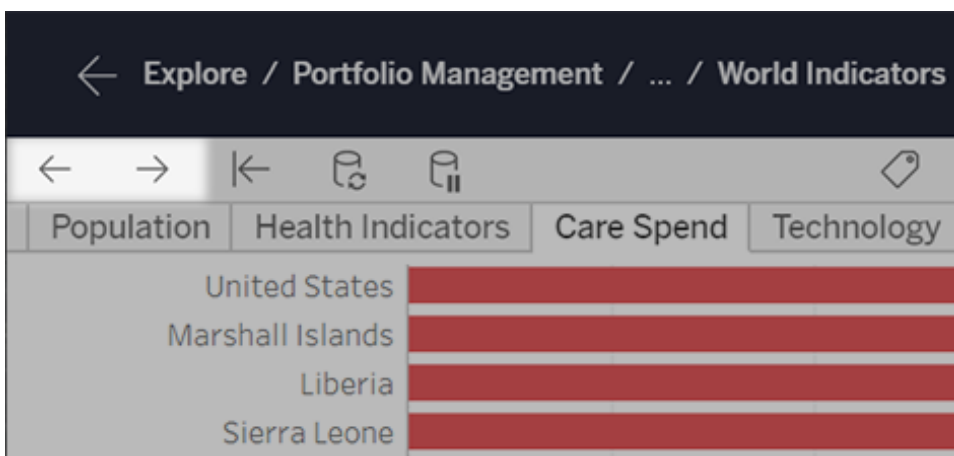 Explore / Portfolio Management / ... / World Indicators
Population Health Indicators Care Spend Technology
United States
Marshall Islands
Liberia
Sierra Leone